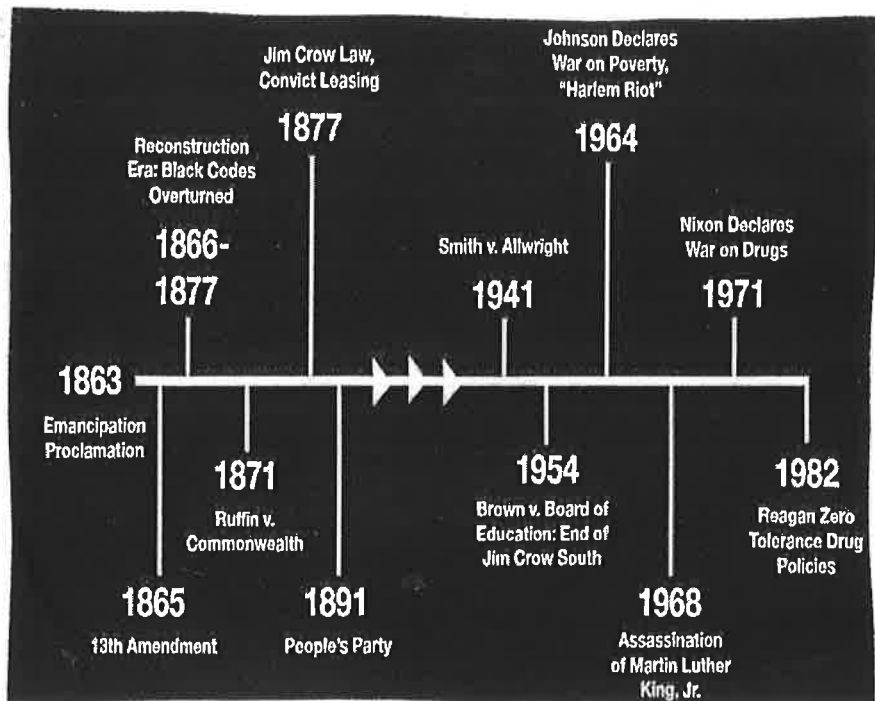 Jim Crow Law,
Convict Leasing
1877
Johnson Declares
War on Poverty,
"Harlem Riot"
1964
Reconstruction
Era: Black Codes
Overturned
1866-
1877
Smith v. Allwright
1941
Nixon Declares
War on Drugs
1971
1863
Emancipation
Proclamation
1871
Ruffin v.
Commonwealth
1954
Brown v. Board of
Education: End of
Jim Crow South
1982
Reagan Zero
Tolerance Drug
Policies
1865
13th Amendment
1891
People's Party
1968
Assassination
of Martin Luther
King, Jr.